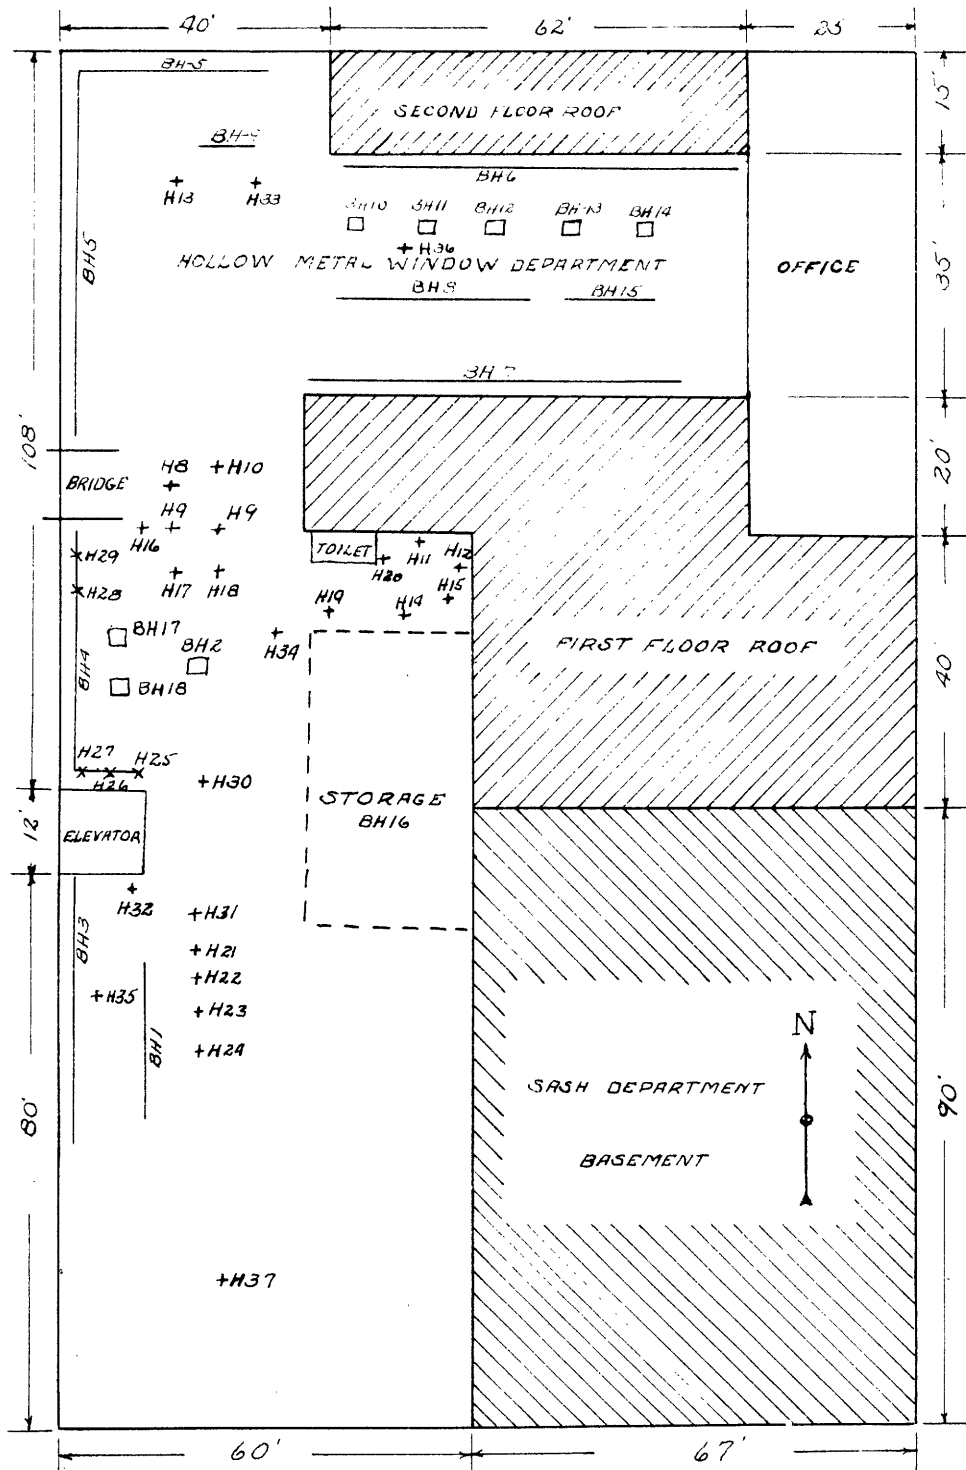 40'
62'
25
BH-5
SECOND FLOOR ROOF
15'
BH6
H13
H33
BH10
BH11
BH12
BH-13
BH14
H36
HOLLOW METAL WINDOW DEPARTMENT
OFFICE
BH5
35'
BH8
BH15
BH7
108'
H8
H10
BRIDGE
20'
H9
H9
H16
TOILET
H11
H12
H29
H20
H28
H17
H18
H19
H14
H15
BH17
H34
BH2
FIRST FLOOR ROOF
BH4
BH18
40
H27
H25
H26
H30
STORAGE
BH16
12'
ELEVATOR
H32
H31
BH3
H21
H22
H35
H23
BH1
H24
N
SASH DEPARTMENT
BASEMENT
80'
90'
H37
60'
67'